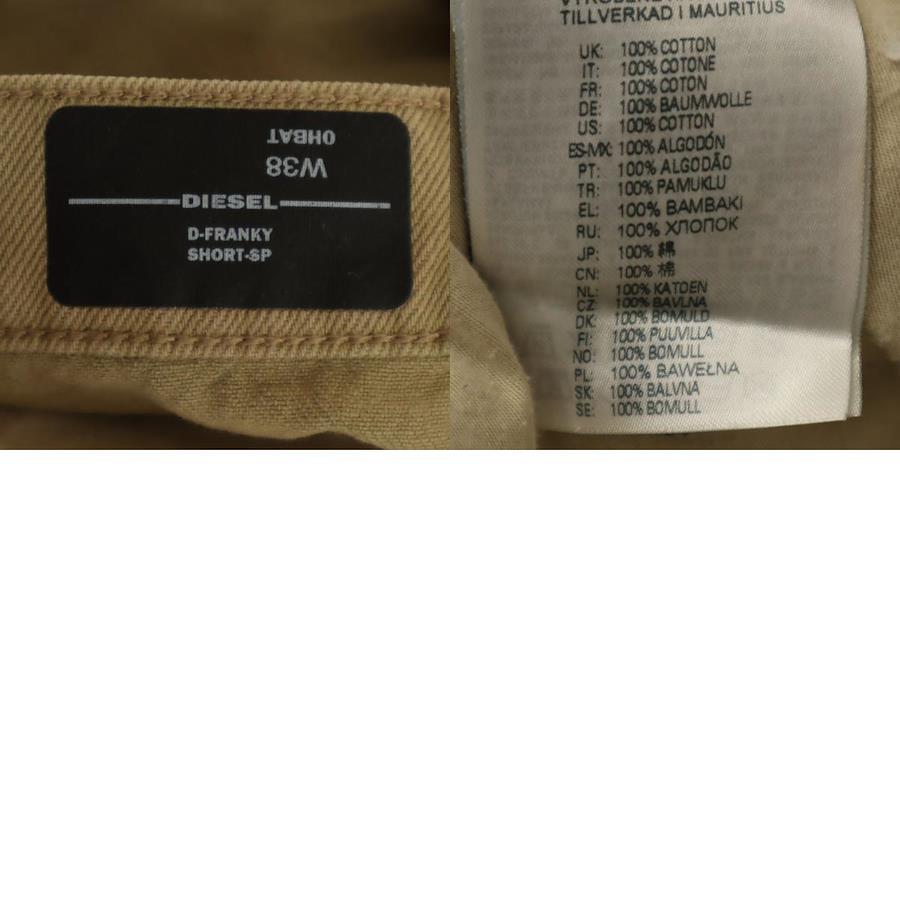 OHBAT
W38
DIESEL
D-FRANKY
SHORT-SP
TILLVERKAD I MAURITIUS
UK: 100% COTTON
IT: 100% COTONE
FR: 100% COTON
DE: 100% BAUMWOLLE
US: 100% COTTON
ES-MX: 100% ALGODÓN
PT: 100% ALGODÃO
TR: 100% PAMUKLU
EL: 100% BAMBAKI
RU: 100% ХЛОПОК
JP: 100% 綿
CN: 100% 棉
NL: 100% KATOEN
CZ: 100% BAVLNA
DK: 100% BOMULD
FI: 100% PUUVILLA
NO: 100% BOMULL
PL: 100% BAWEŁNA
SK: 100% BALVNA
SE: 100% BOMULL